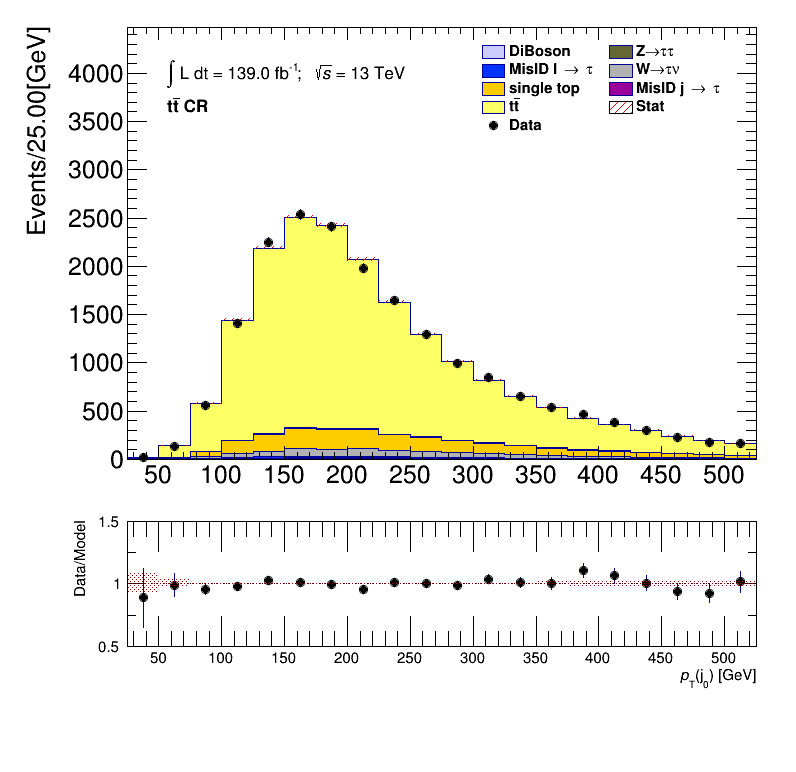 Events/25.00[GeV]
∫ L dt = 139.0 fb⁻¹; √s = 13 TeV
tt̄ CR
DiBoson
MisID l → τ
single top
tt̄
Data
Z→ττ
W→τν
MisID j → τ
Stat
4000
3500
3000
2500
2000
1500
1000
500
0
50 100 150 200 250 300 350 400 450 500
Data/Model
1.5
1
0.5
50 100 150 200 250 300 350 400 450 500
p_T(j_0) [GeV]